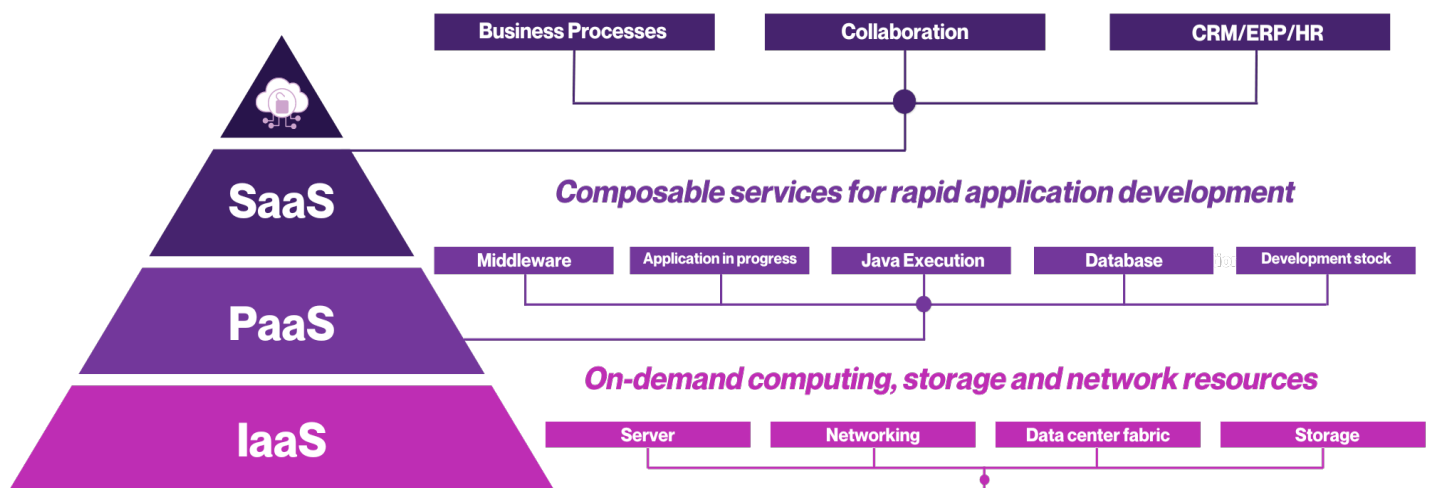 Business Processes
Collaboration
CRM/ERP/HR
SaaS
Composable services for rapid application development
Middleware
Application in progress
Java Execution
Database
Development stock
PaaS
On-demand computing, storage and network resources
IaaS
Server
Networking
Data center fabric
Storage